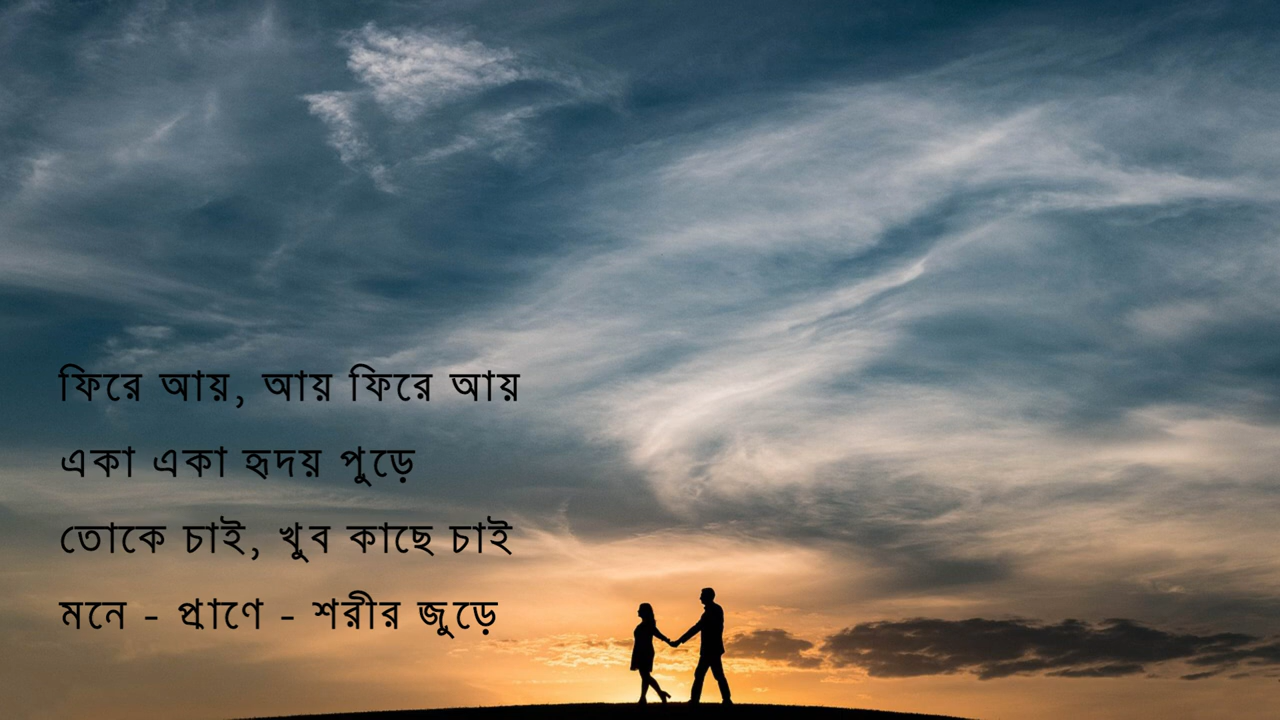 ফিরে আয়, আয় ফিরে আয়
একা একা হৃদয় পুড়ে
তোকে চাই, খুব কাছে চাই
মনে - প্রাণে - শরীর জুড়ে